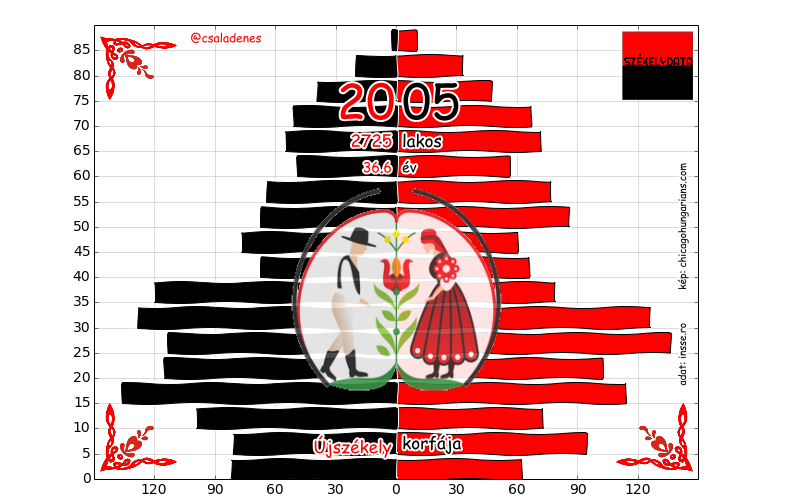 @csaladenes
SZÉKELYDATA
2005
2725 lakos
36.6 év
kép: chicagohungarians.com
adat: insse.ro
Újszékely korfája
85
80
75
70
65
60
55
50
45
40
35
30
25
20
15
10
5
0
120 90 60 30 0 30 60 90 120